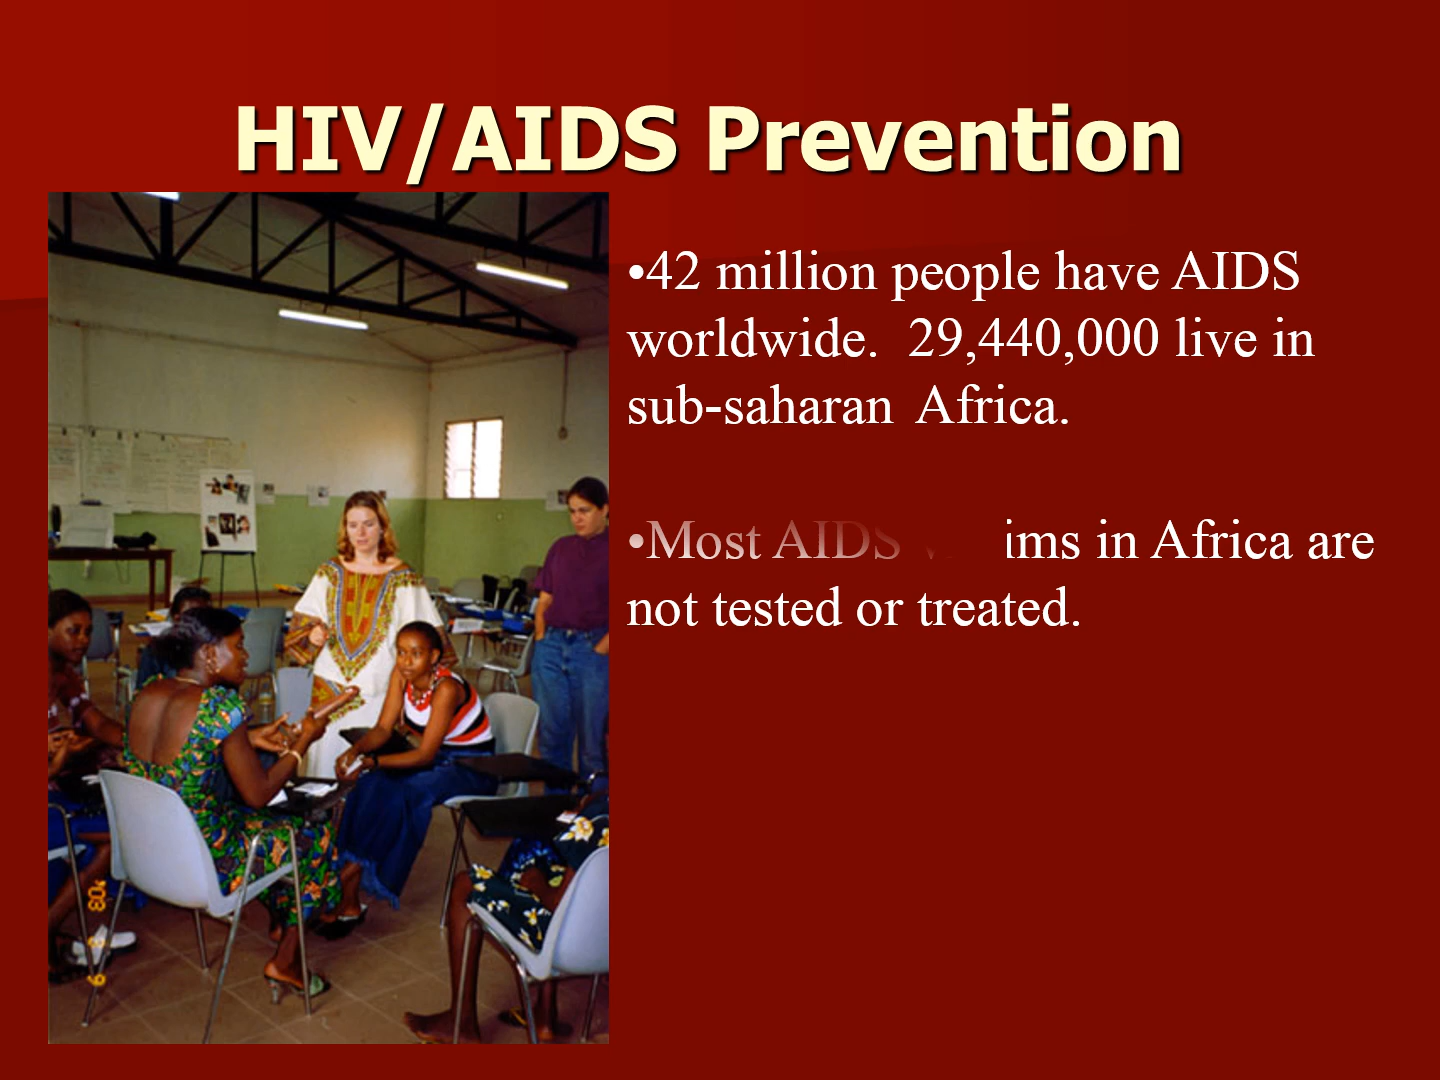 HIV/AIDS Prevention
•42 million people have AIDS
worldwide. 29,440,000 live in
sub-saharan Africa.
•Most AIDS ims in Africa are
not tested or treated.